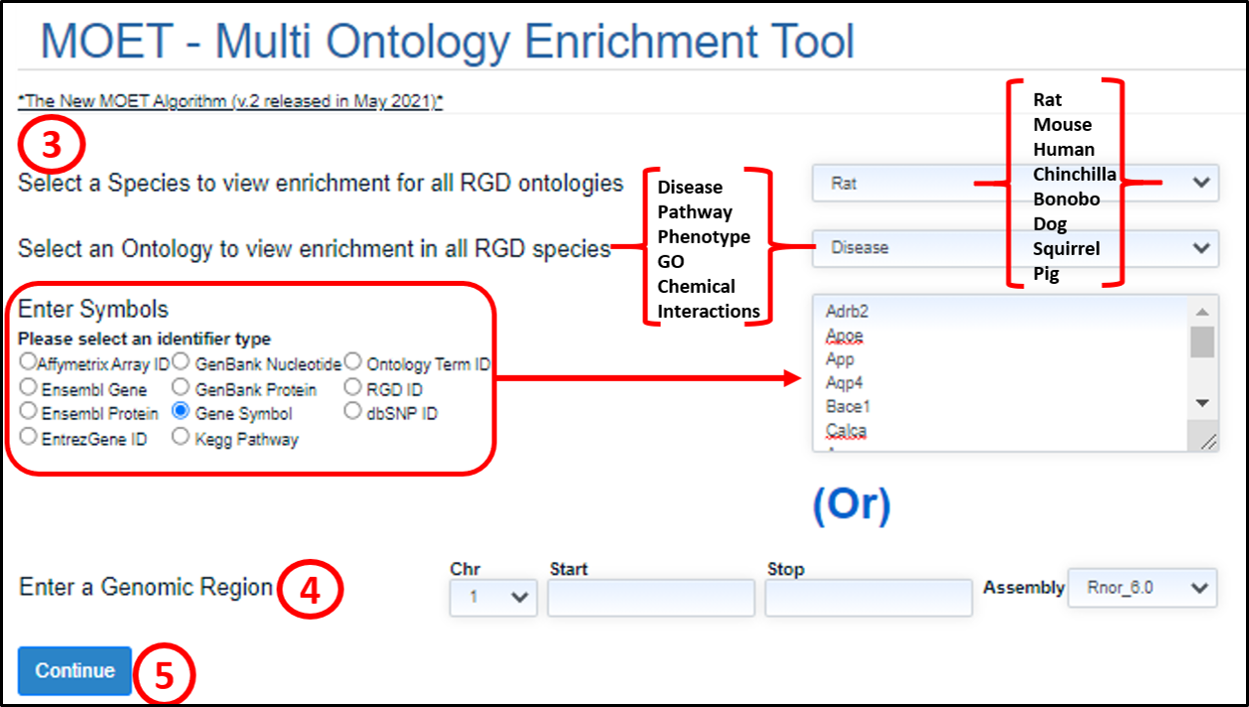 MOET - Multi Ontology Enrichment Tool
*The New MOET Algorithm (v.2 released in May 2021)*
3
Select a Species to view enrichment for all RGD ontologies
Rat
Select an Ontology to view enrichment in all RGD species
Disease
Disease
Pathway
Phenotype
GO
Chemical
Interactions
Rat
Mouse
Human
Chinchilla
Bonobo
Dog
Squirrel
Pig
Enter Symbols
Please select an identifier type
Affymetrix Array ID GenBank Nucleotide Ontology Term ID
Ensembl Gene GenBank Protein RGD ID
Ensembl Protein Gene Symbol dbSNP ID
EntrezGene ID Kegg Pathway
Adrb2
Apoe
App
Aqp4
Bace1
Calca
(Or)
Enter a Genomic Region 4
Chr Start Stop
1
Assembly Rnor_6.0
Continue 5